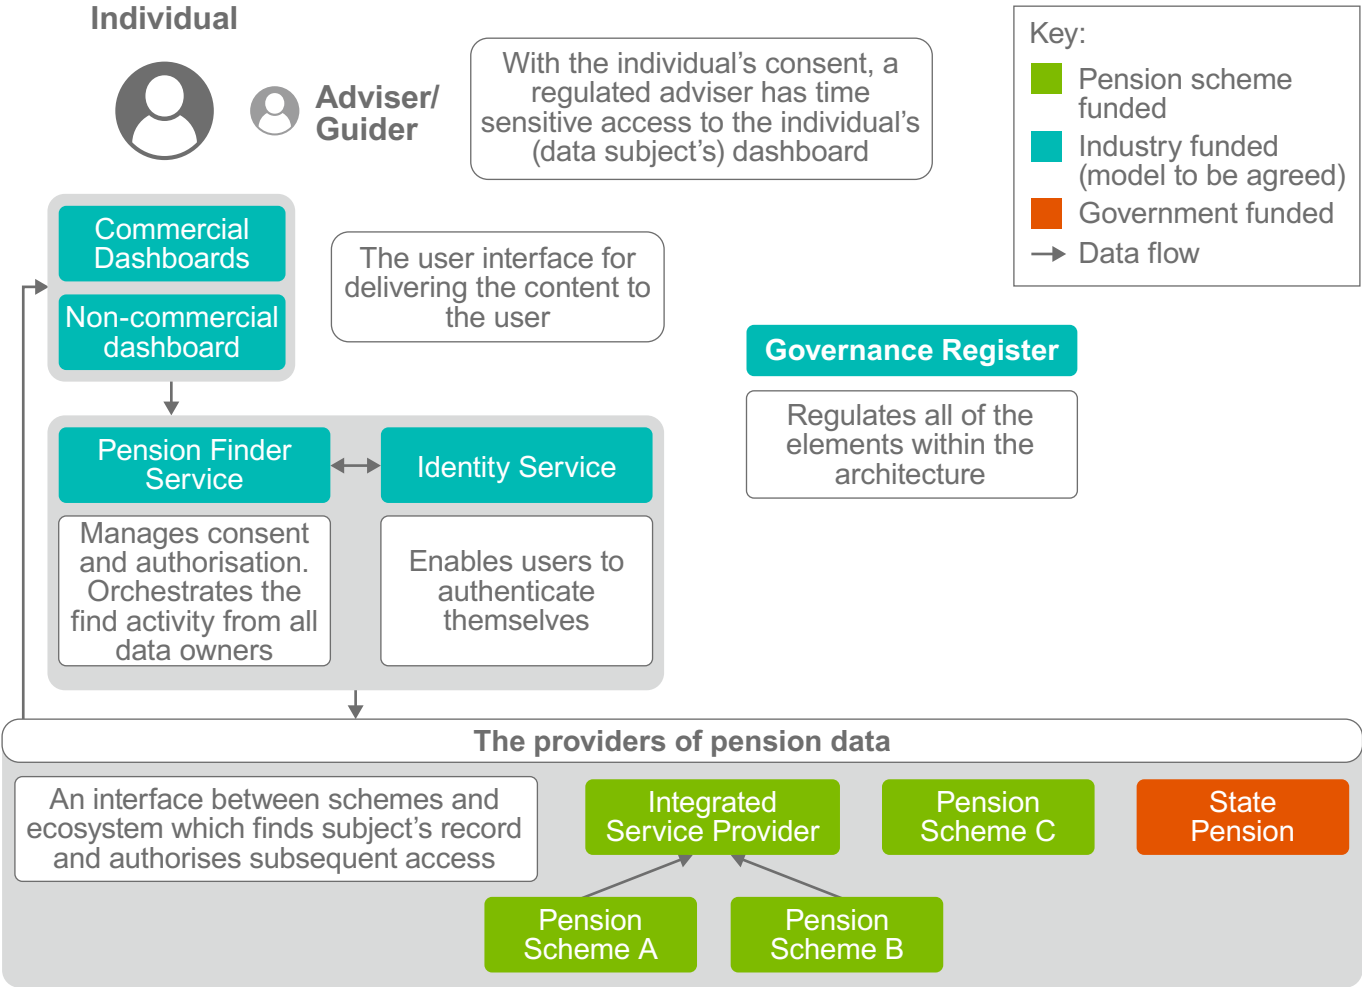 Individual
Adviser/
Guider
With the individual’s consent, a
regulated adviser has time
sensitive access to the individual’s
(data subject’s) dashboard
Key:
Pension scheme
funded
Industry funded
(model to be agreed)
Government funded
Data flow
Commercial
Dashboards
Non-commercial
dashboard
The user interface for
delivering the content to
the user
Governance Register
Regulates all of the
elements within the
architecture
Pension Finder
Service
Identity Service
Manages consent
and authorisation.
Orchestrates the
find activity from all
data owners
Enables users to
authenticate
themselves
The providers of pension data
An interface between schemes and
ecosystem which finds subject’s record
and authorises subsequent access
Integrated
Service Provider
Pension
Scheme C
State
Pension
Pension
Scheme A
Pension
Scheme B